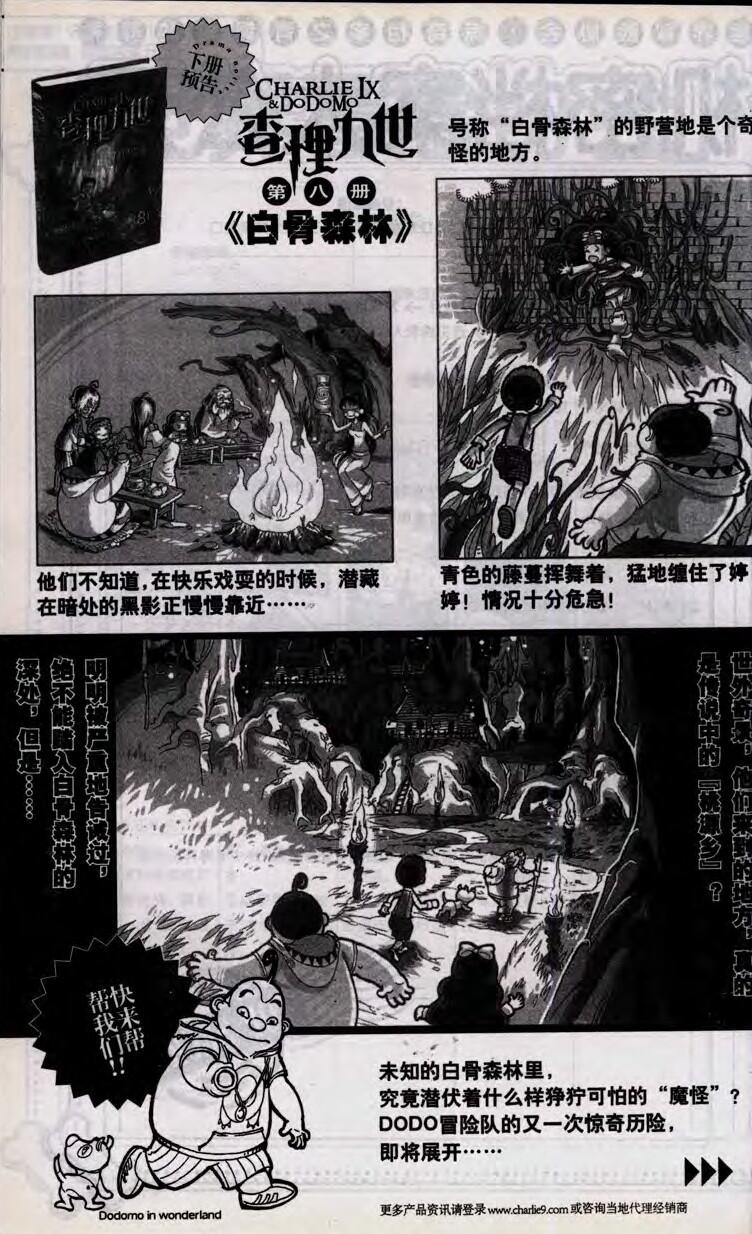 Drama notice
下册
预告
CHARLIE IX
& DODOMO
查理九世
查理九世
第八册
《白骨森林》
号称“白骨森林”的野营地是个奇
怪的地方。
他们不知道，在快乐戏耍的时候，潜藏
在暗处的黑影正慢慢靠近……
青色的藤蔓挥舞着，猛地缠住了婷
婷！情况十分危急！
世外奇景，他们来到的地方，真的
是传说中的『桃源乡』？
明明被严重地告诫过，
绝不能踏入白骨森林的
深处，但是……
快来帮
帮我们！！
未知的白骨森林里，
究竟潜伏着什么样狰狞可怕的“魔怪”？
DODO冒险队的又一次惊奇历险，
即将展开……
Dodomo in wonderland
更多产品资讯请登录 www.charlie9.com 或咨询当地代理经销商